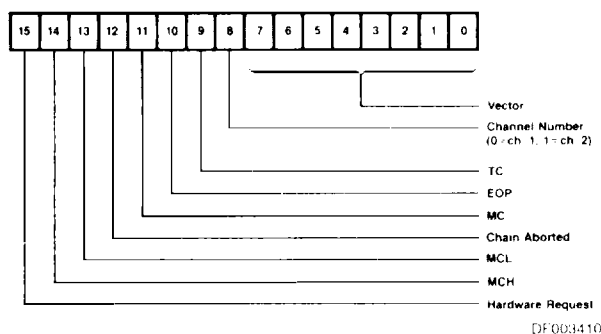 15 14 13 12 11 10 9 8 7 6 5 4 3 2 1 0
Vector
Channel Number
(0 = ch. 1, 1 = ch. 2)
TC
EOP
MC
Chain Aborted
MCL
MCH
Hardware Request
DF003410